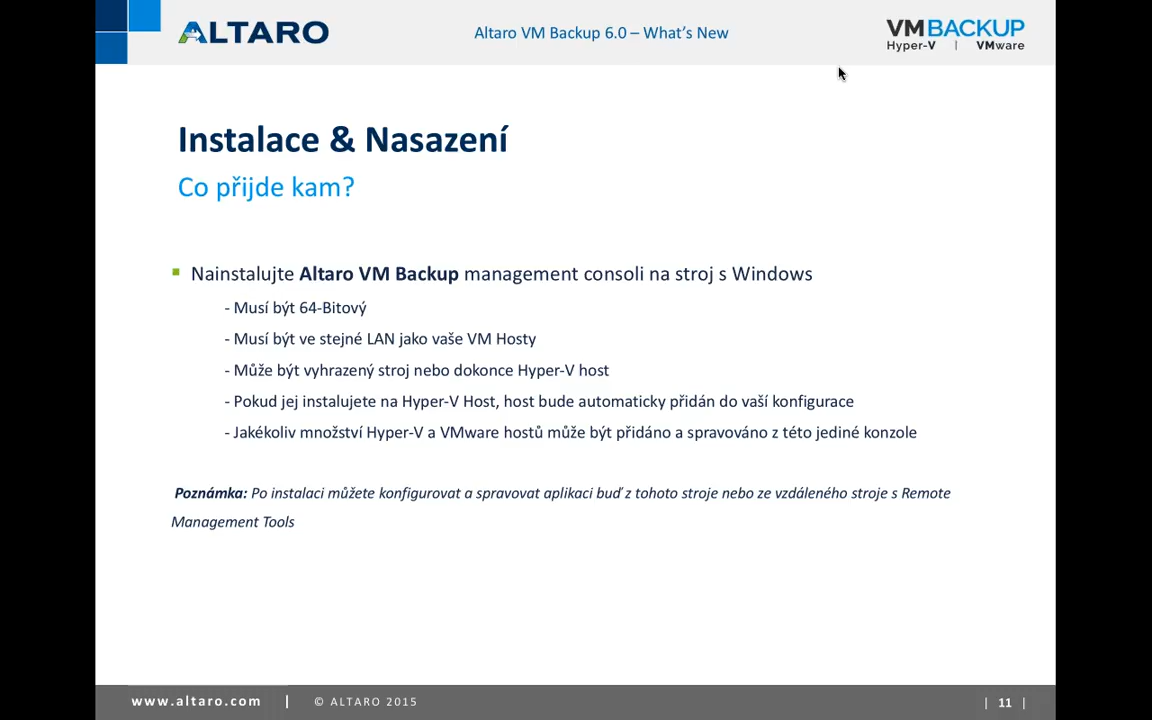 ALTARO
Altaro VM Backup 6.0 – What's New
VMBACKUP
Hyper-V | VMware
Instalace & Nasazení
Co přijde kam?
Nainstalujte Altaro VM Backup management consoli na stroj s Windows
- Musí být 64-Bitový
- Musí být ve stejné LAN jako vaše VM Hosty
- Může být vyhrazený stroj nebo dokonce Hyper-V host
- Pokud jej instalujete na Hyper-V Host, host bude automaticky přidán do vaší konfigurace
- Jakékoliv množství Hyper-V a VMware hostů může být přidáno a spravováno z této jediné konzole
Poznámka: Po instalaci můžete konfigurovat a spravovat aplikaci buď z tohoto stroje nebo ze vzdáleného stroje s Remote
Management Tools
www.altaro.com | © ALTARO 2015 | 11 |